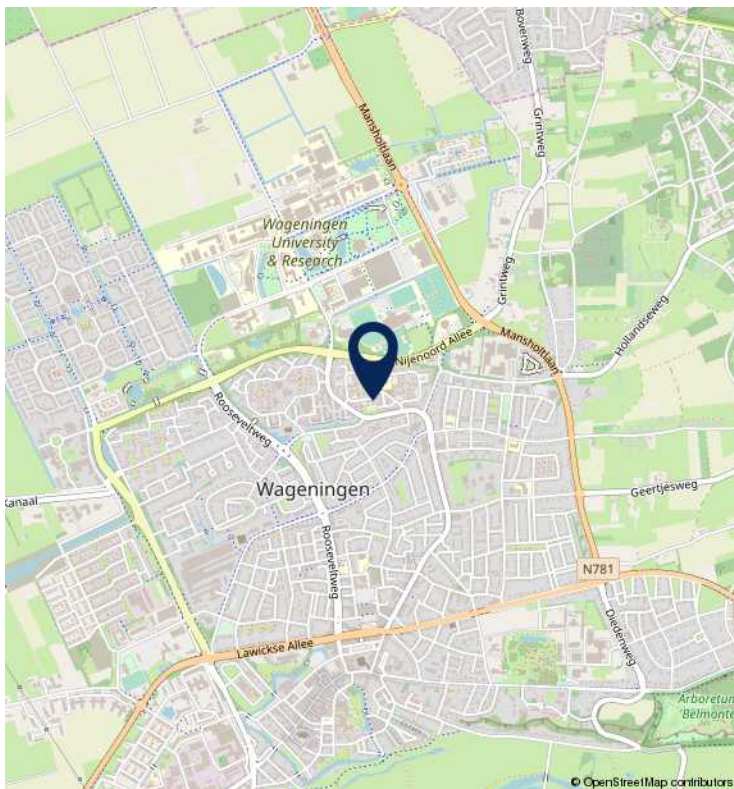 Bovenweg
Mansholtlaan
Grintweg
Wageningen
University
& Research
Grintweg
Hollandseweg
Nijenoord Allee
Mansholtlaan
Rooseveltweg
Wageningen
Geertjesweg
Kanaal
Rooseveltweg
N781
Diedenweg
Lawickse Allee
Arboretum
'Belmonte
© OpenStreetMap contributors